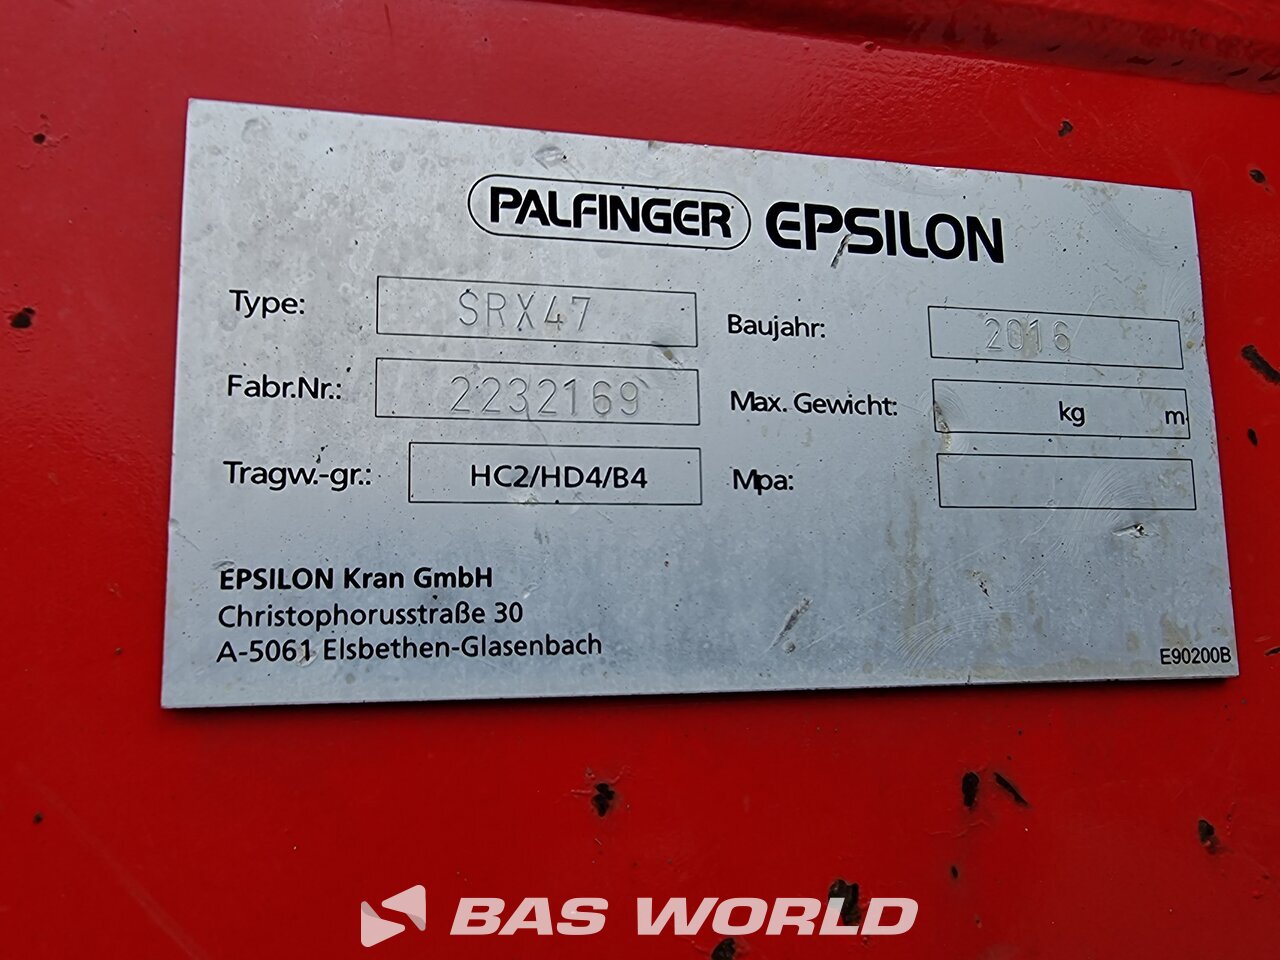 PALFINGER EPSILON
Type: SRX47
Baujahr: 2016
Fabr.Nr.: 2232169
Max. Gewicht: kg m
Tragw.-gr.: HC2/HD4/B4
Mpa:
EPSILON Kran GmbH
Christophorusstraße 30
A-5061 Elsbethen-Glasenbach
E90200B
BAS WORLD